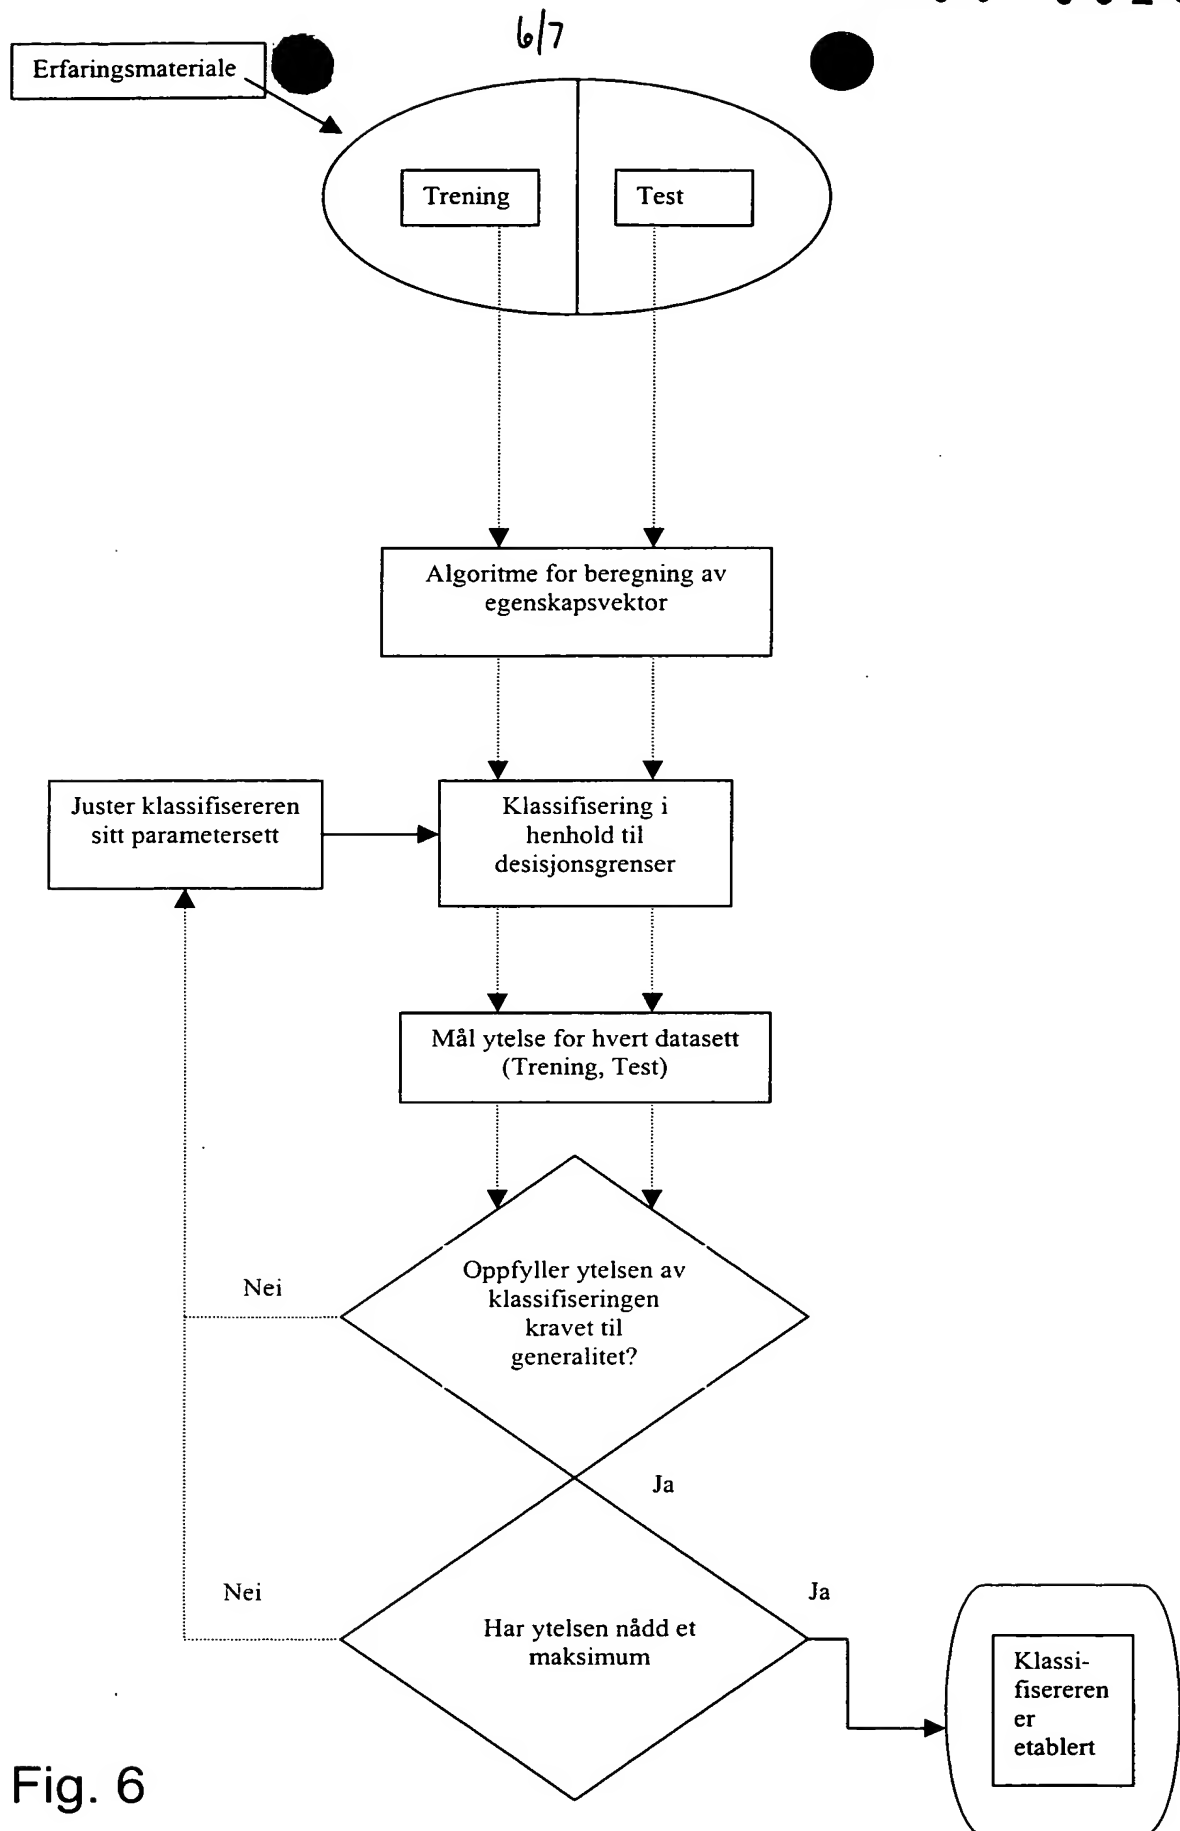 6/7
Erfaringsmateriale
Trening
Test
Algoritme for beregning av
egenskapsvektor
Juster klassifisereren
sitt parametersett
Klassifisering i
henhold til
desisjonsgrenser
Mål ytelse for hvert datasett
(Trening, Test)
Nei
Oppfyller ytelsen av
klassifiseringen
kravet til
generalitet?
Ja
Nei
Ja
Har ytelsen nådd et
maksimum
Klassi-
fisereren
er
etablert
Fig. 6